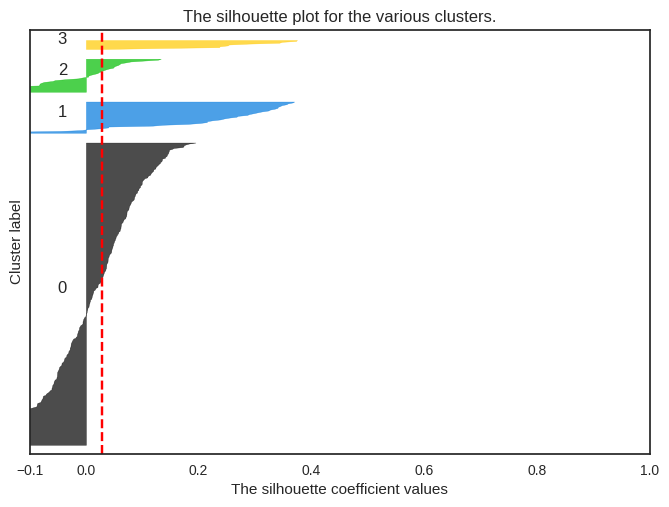 The silhouette plot for the various clusters.
3
2
1
0
Cluster label
−0.1 0.0 0.2 0.4 0.6 0.8 1.0
The silhouette coefficient values